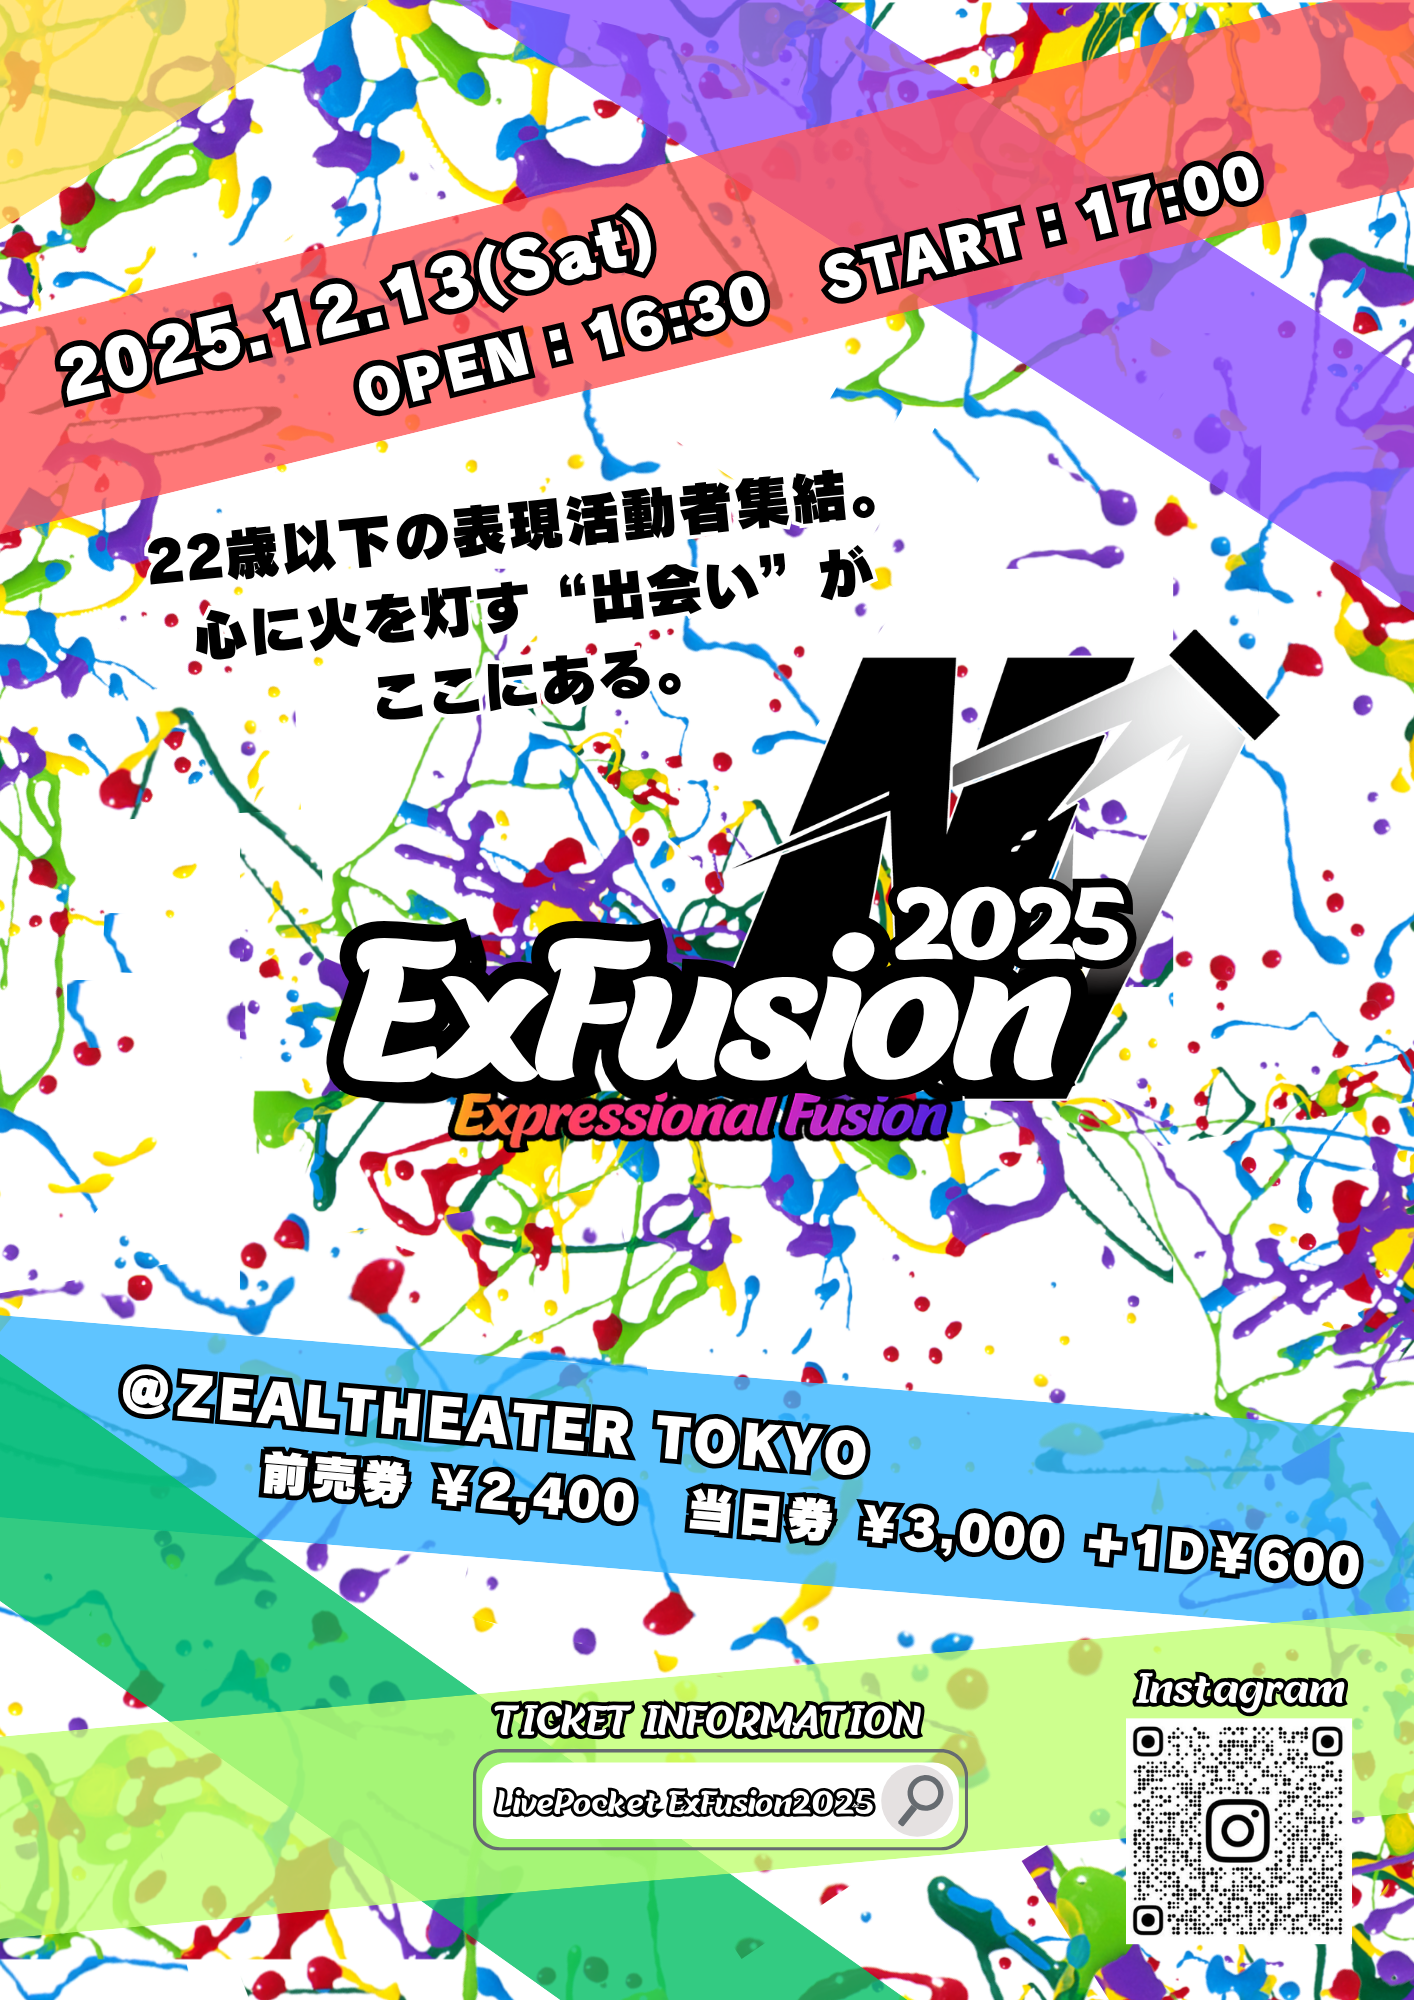 2025.12.13(Sat)
OPEN : 16:30 START : 17:00
22歳以下の表現活動者集結。
心に火を灯す“出会い”が
ここにある。
2025
ExFusion
Expressional Fusion
@ZEALTHEATER TOKYO
前売券 ¥2,400 当日券 ¥3,000 +1D¥600
Instagram
TICKET INFORMATION
LivePocket ExFusion2025